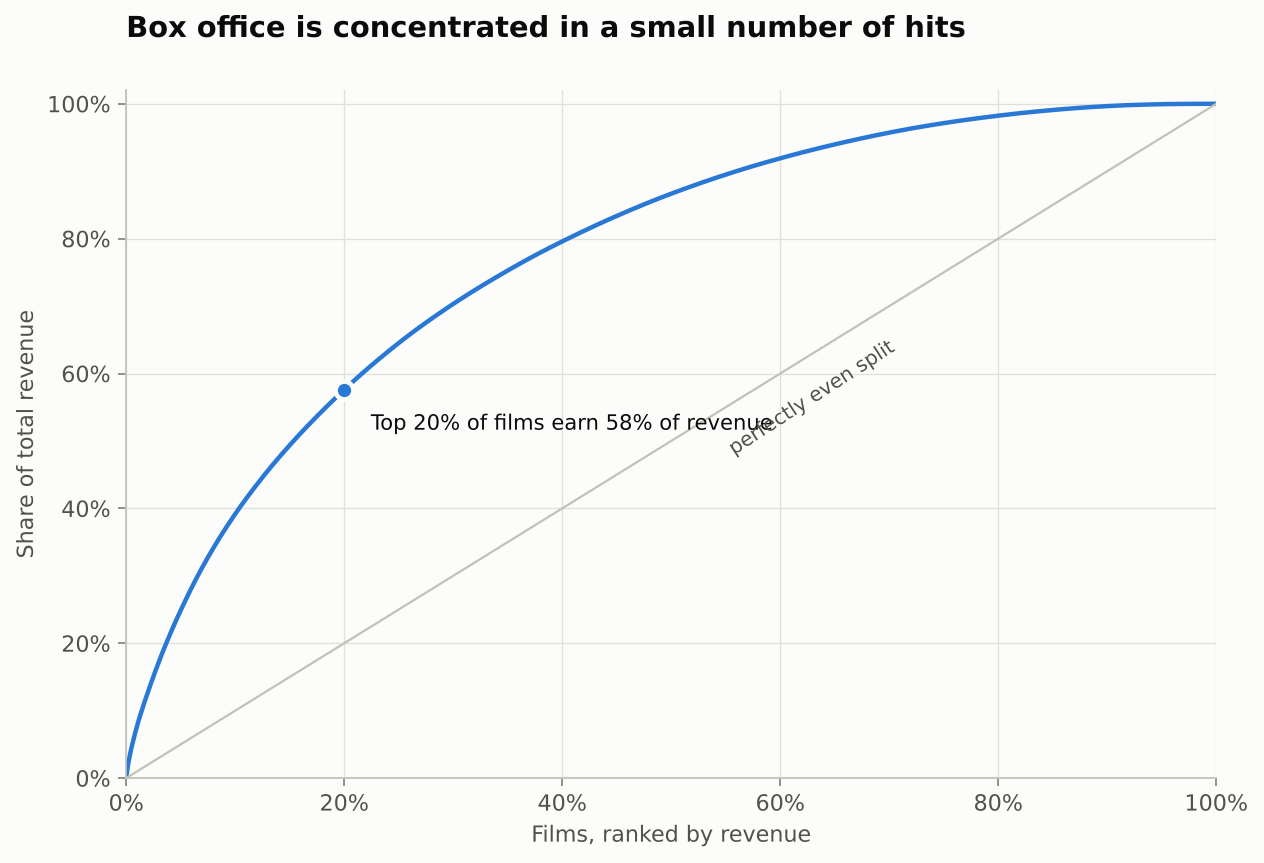 Box office is concentrated in a small number of hits
100%
80%
60%
40%
20%
0%
Share of total revenue
Top 20% of films earn 58% of revenue
perfectly even split
0%
20%
40%
60%
80%
100%
Films, ranked by revenue